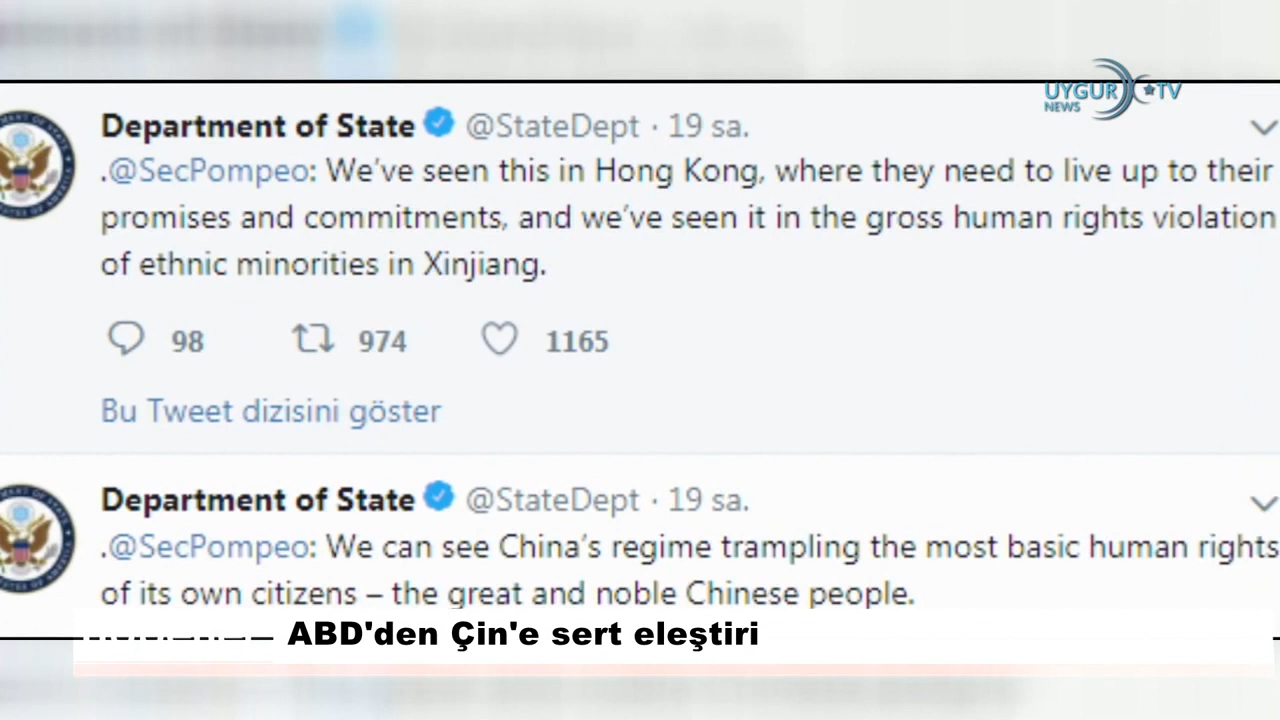 UYGUR TV
NEWS
Department of State @StateDept · 19 sa.
.@SecPompeo: We've seen this in Hong Kong, where they need to live up to their
promises and commitments, and we've seen it in the gross human rights violation
of ethnic minorities in Xinjiang.
98 974 1165
Bu Tweet dizisini göster
Department of State @StateDept · 19 sa.
.@SecPompeo: We can see China's regime trampling the most basic human rights
of its own citizens – the great and noble Chinese people.
ABD'den Çin'e sert eleştiri